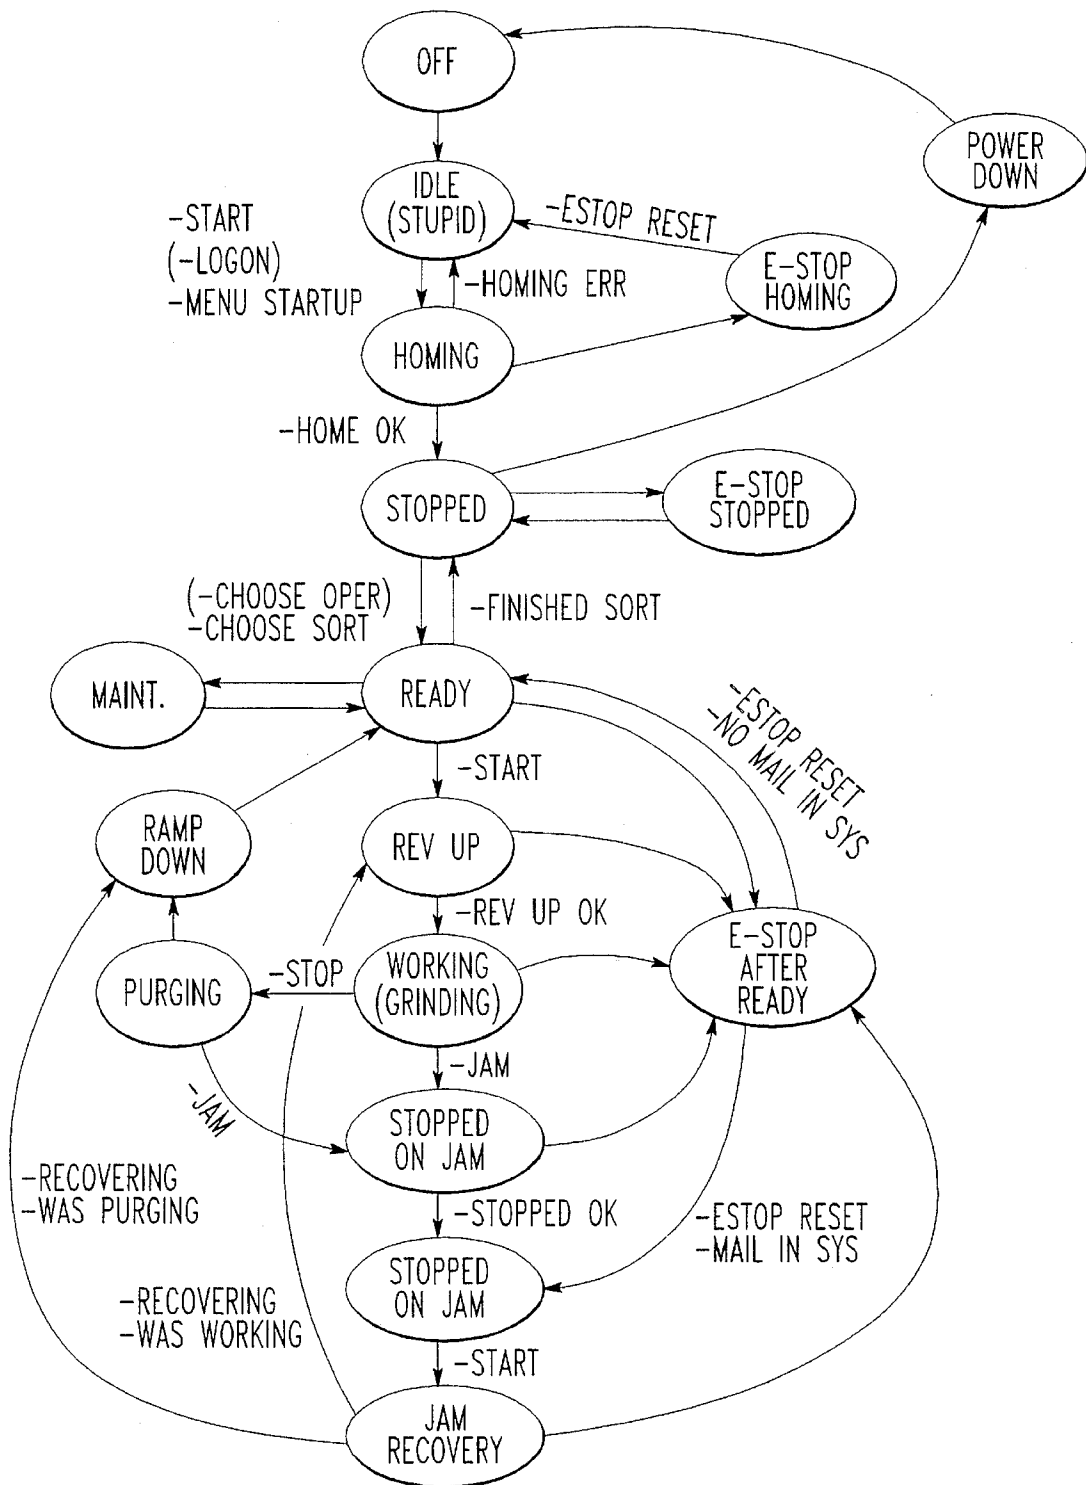 OFF
POWER
DOWN
IDLE
(STUPID)
-START
(-LOGON)
-MENU STARTUP
-ESTOP RESET
E-STOP
HOMING
-HOMING ERR
HOMING
-HOME OK
STOPPED
E-STOP
STOPPED
(-CHOOSE OPER)
-CHOOSE SORT
-FINISHED SORT
MAINT.
READY
-ESTOP RESET
-NO MAIL IN SYS
-START
RAMP
DOWN
REV UP
-REV UP OK
E-STOP
AFTER
READY
PURGING
-STOP
WORKING
(GRINDING)
-JAM
-JAM
STOPPED
ON JAM
-RECOVERING
-WAS PURGING
-STOPPED OK
-ESTOP RESET
-MAIL IN SYS
STOPPED
ON JAM
-RECOVERING
-WAS WORKING
-START
JAM
RECOVERY